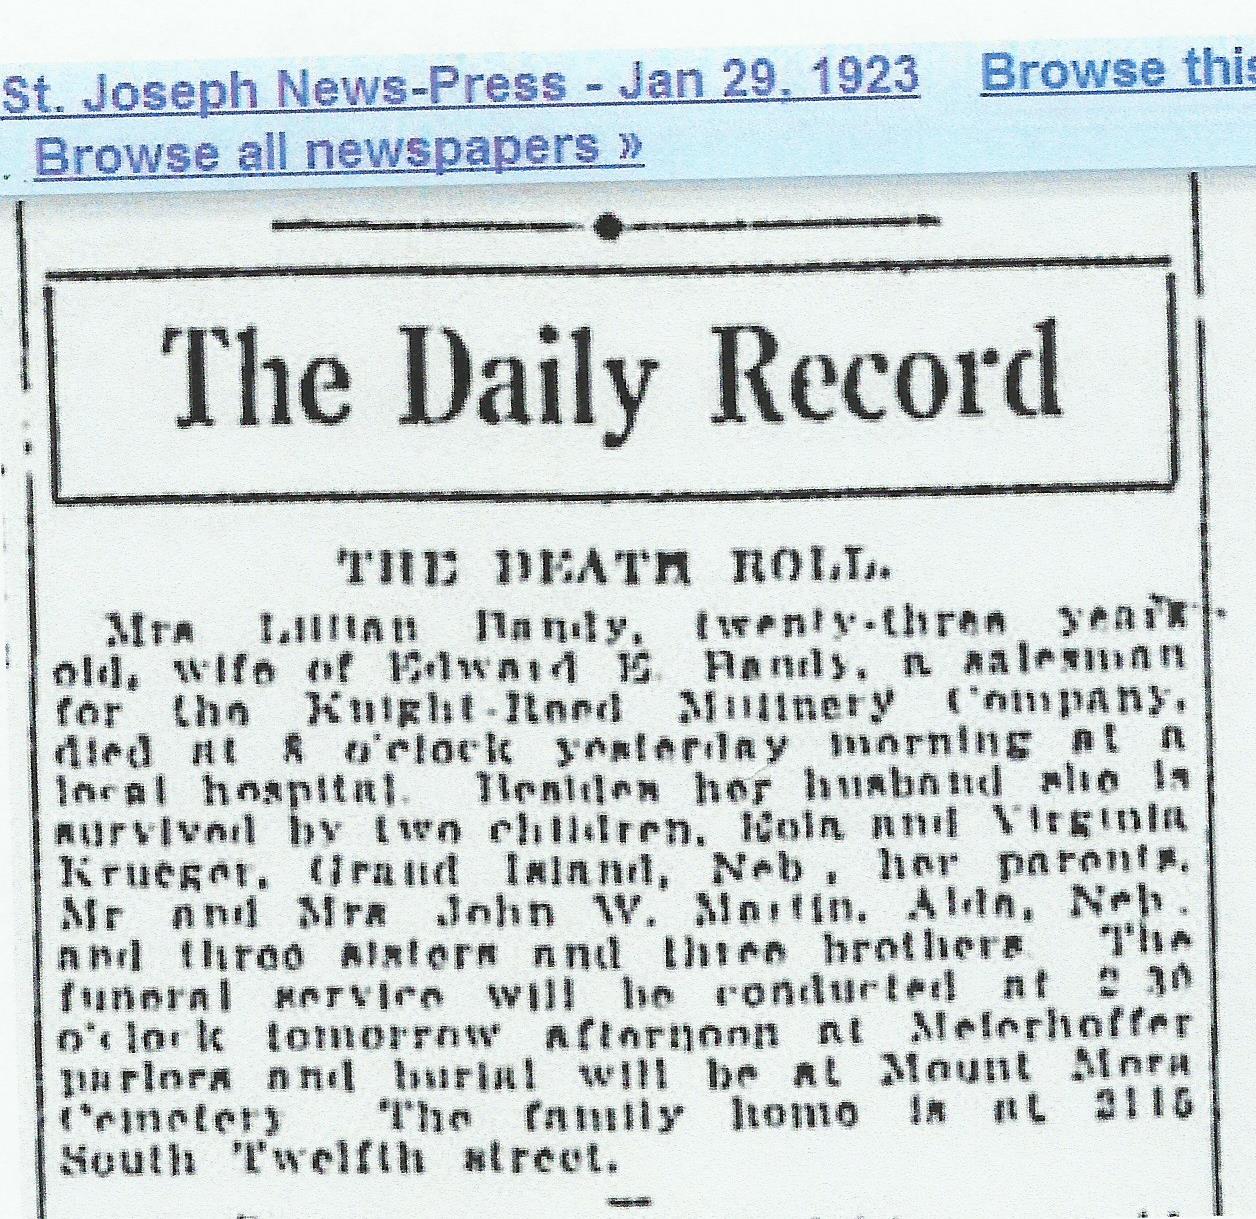 St. Joseph News-Press - Jan 29, 1923 Browse this
Browse all newspapers »
The Daily Record
THE DEATH ROLL.
Mrs Lillian Handy, twenty-three years
old, wife of Edward E. Handy, a salesman
for the Knight-Reed Millinery Company,
died at 8 o'clock yesterday morning at a
local hospital. Besides her husband she is
survived by two children, and Virginia
Krueger, Grand Island, Neb., her parents,
Mr and Mrs John W. Martin, Alda, Neb.,
and three sisters and three brothers The
funeral service will be conducted at 2 30
o'clock tomorrow afternoon at Meierhoffer
parlors and burial will be at Mount Mora
Cemetery The family home is at
South Twelfth street.